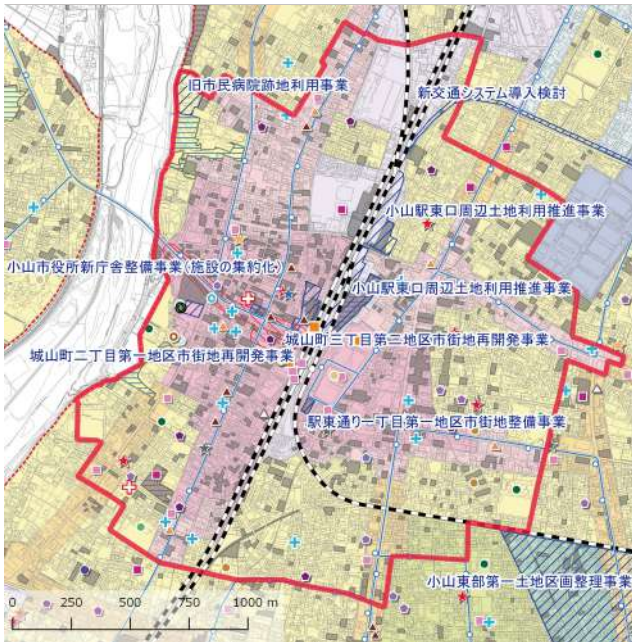 旧市民病院跡地利用事業
新交通システム導入検討
小山駅東口周辺土地利用推進事業
小山市役所新庁舎整備事業(施設の集約化)
小山駅東口周辺土地利用推進事業
城山町三丁目第二地区市街地再開発事業
城山町二丁目第一地区市街地再開発事業
駅東通り一丁目第一地区市街地整備事業
小山東部第一土地区画整理事業
0 250 500 750 1000 m